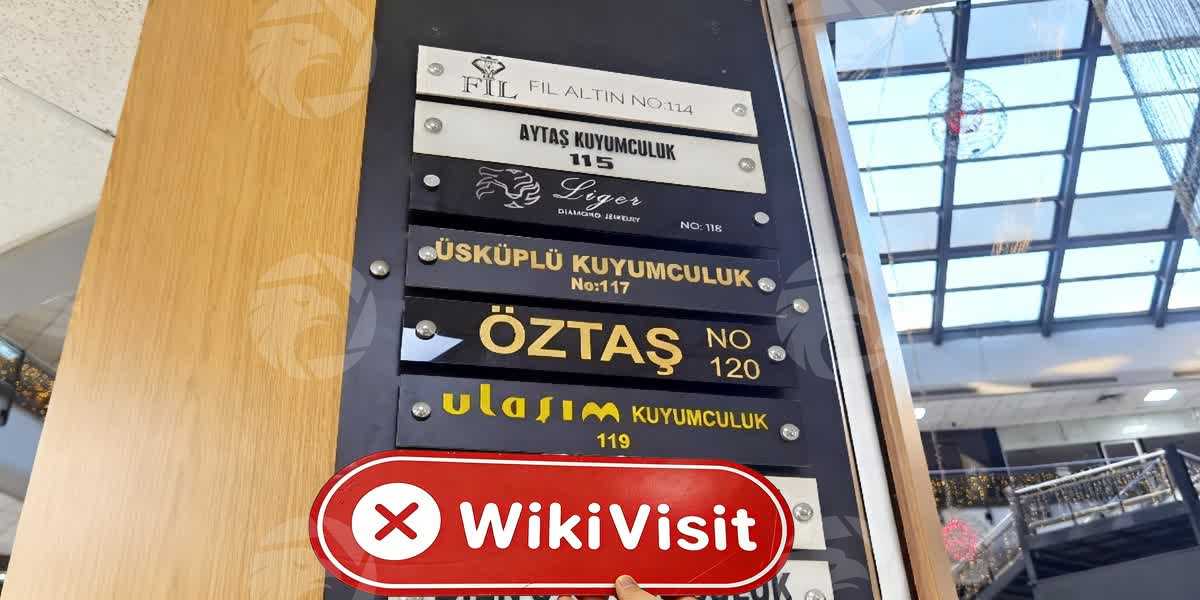 FIL FIL ALTIN NO:114
AYTAŞ KUYUMCULUK
115
Liger
DIAMOND JEWELRY
NO: 118
ÜSKÜPLÜ KUYUMCULUK
No:117
ÖZTAŞ NO
120
ulaşım KUYUMCULUK
119
WikiVisit